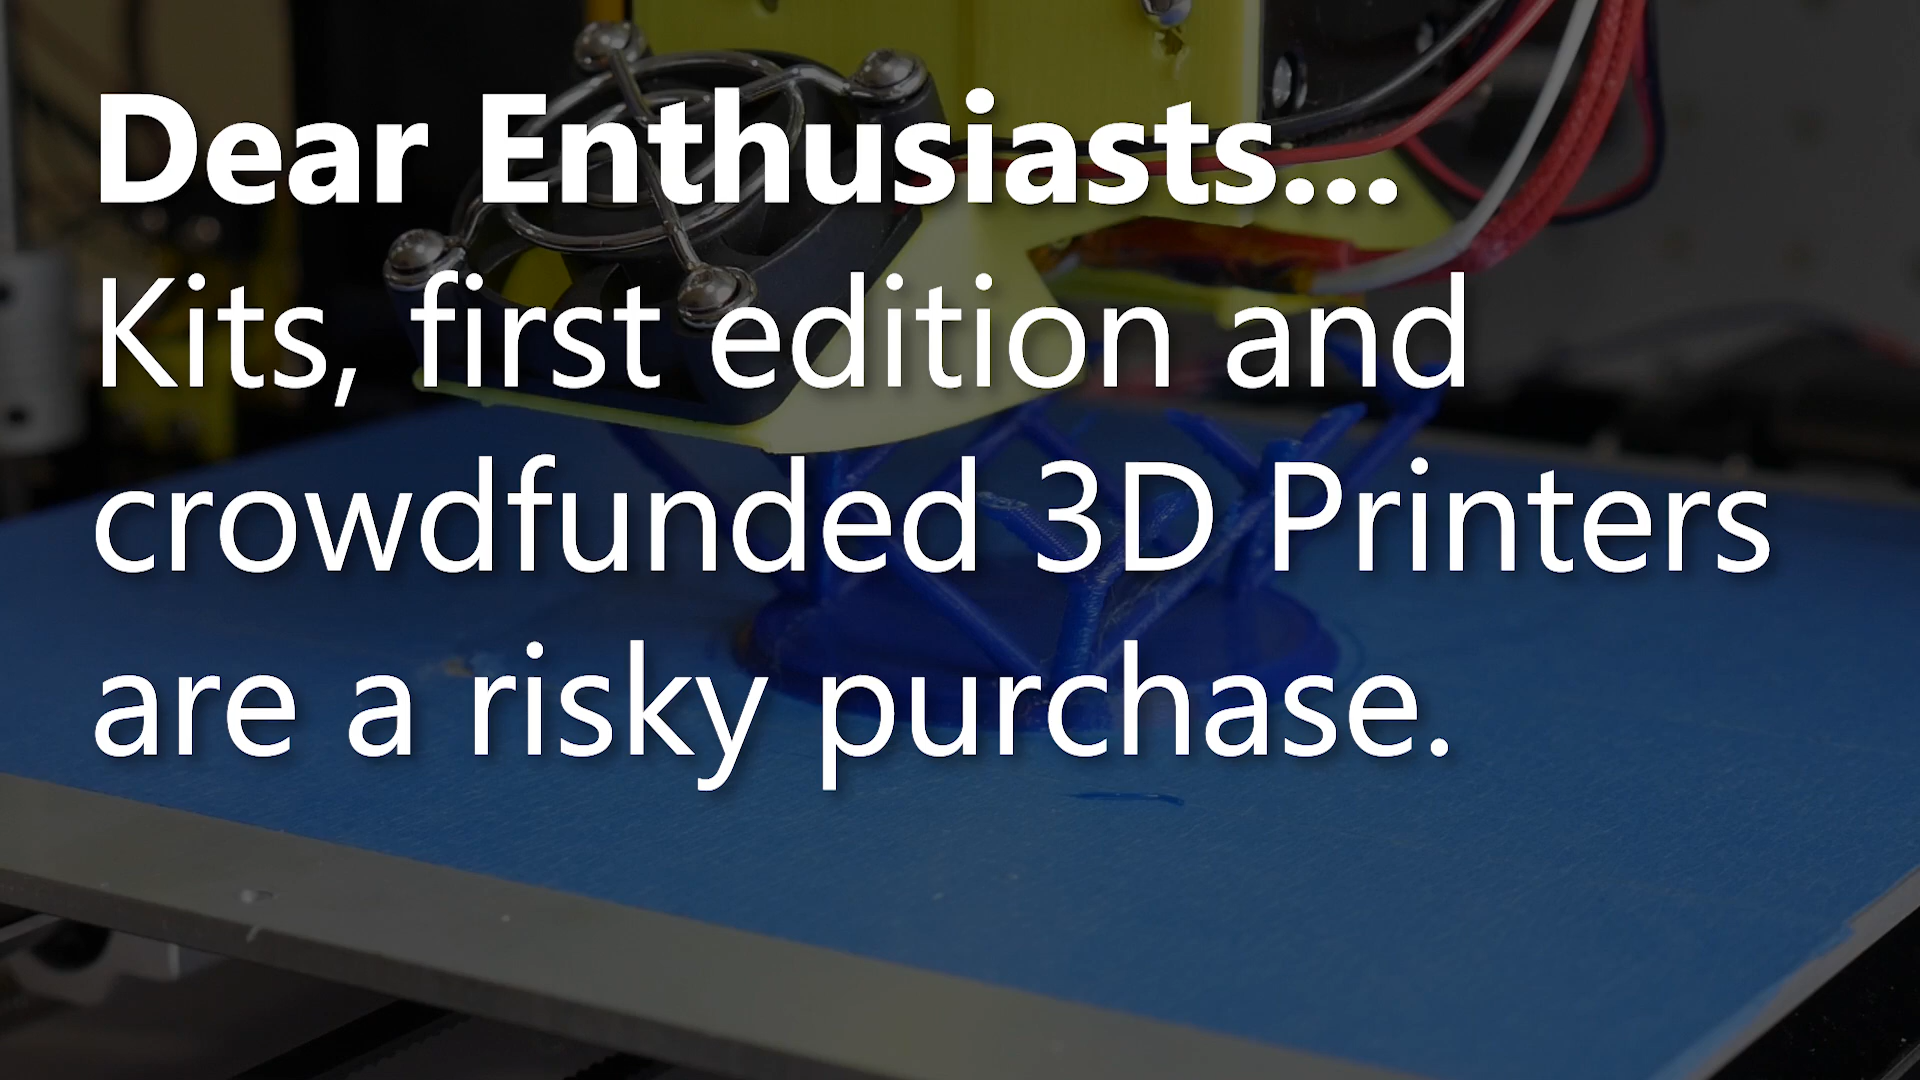 Dear Enthusiasts...
Kits, first edition and
crowdfunded 3D Printers
are a risky purchase.